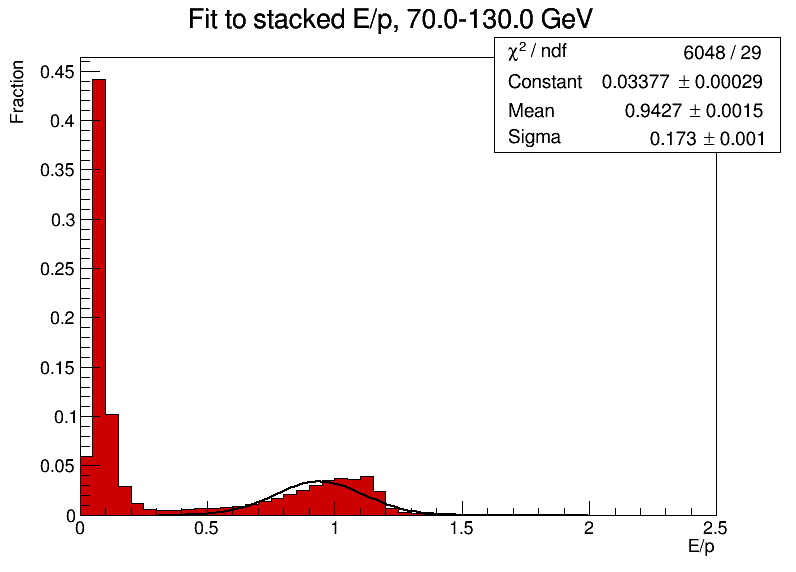 Fit to stacked E/p, 70.0-130.0 GeV
χ² / ndf 6048 / 29
Constant 0.03377 ± 0.00029
Mean 0.9427 ± 0.0015
Sigma 0.173 ± 0.001
Fraction
0.45
0.4
0.35
0.3
0.25
0.2
0.15
0.1
0.05
0
0 0.5 1 1.5 2 2.5
E/p